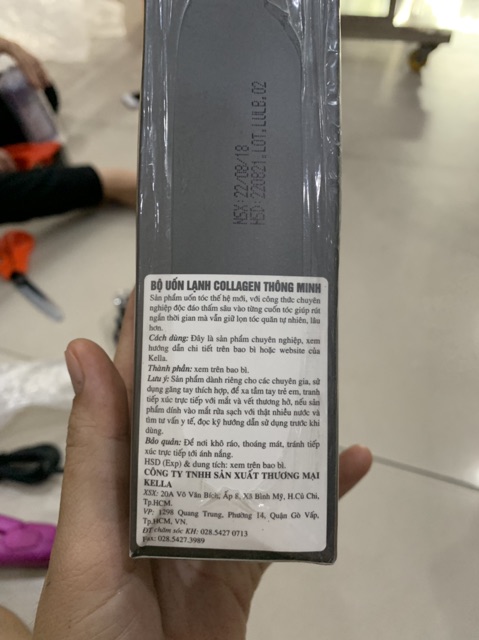 NSX:22/08/18
HSD:220821.LOT.LULB.02
BỘ UỐN LẠNH COLLAGEN THÔNG MINH
Sản phẩm uốn tóc thế hệ mới, với công thức chuyên
nghiệp độc đáo thấm sâu vào từng cuốn tóc giúp rút
ngắn thời gian mà vẫn giữ lọn tóc quăn tự nhiên, lâu
hơn.
Cách dùng: Đây là sản phẩm chuyên nghiệp, xem
hướng dẫn chi tiết trên bao bì hoặc website của
Kella.
Thành phần: xem trên bao bì.
Lưu ý: Sản phẩm dành riêng cho các chuyên gia, sử
dụng găng tay thích hợp, để xa tầm tay trẻ em, tranh
tiếp xúc trực tiếp với mắt và vết thương hở, nếu sản
phẩm dính vào mắt rửa sạch với thật nhiều nước và
tìm tư vấn y tế, đọc kỹ hướng dẫn sử dụng trước khi
dùng.
Bảo quản: Để nơi khô ráo, thoáng mát, tránh tiếp
xúc trực tiếp tới ánh nắng.
HSD (Exp) & dung tích: xem trên bao bì.
CÔNG TY TNHH SẢN XUẤT THƯƠNG MẠI
KELLA
XSX: 20A Võ Văn Bích, Ấp 6, Xã Bình Mỹ, H.Củ Chi,
Tp.HCM.
VP: 1298 Quang Trung, Phường 14, Quận Gò Vấp,
Tp.HCM, VN.
ĐT chăm sóc KH: 028.5427 0713
Fax: 028.5427.3989